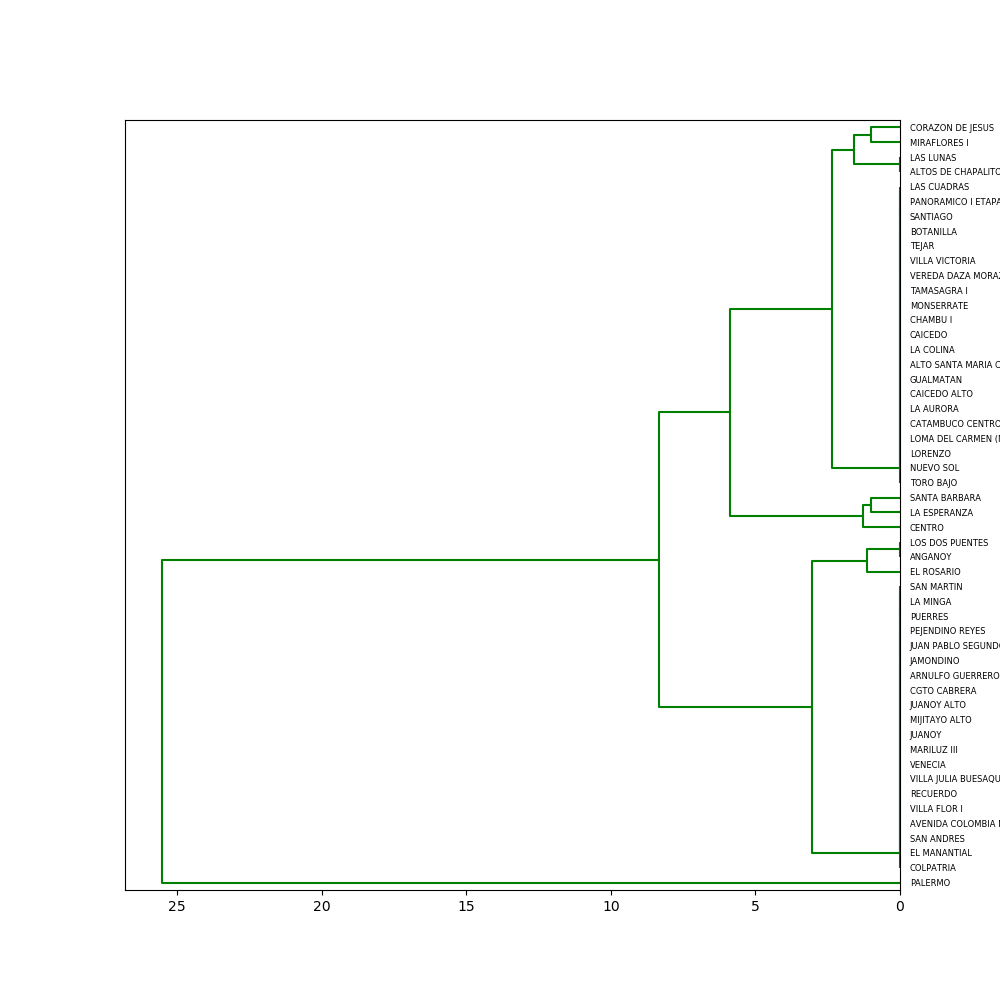 CORAZON DE JESUS
MIRAFLORES I
LAS LUNAS
ALTOS DE CHAPALITO
LAS CUADRAS
PANORAMICO I ETAPA
SANTIAGO
BOTANILLA
TEJAR
VILLA VICTORIA
VEREDA DAZA MORA
TAMASAGRA I
MONSERRATE
CHAMBU I
CAICEDO
LA COLINA
ALTO SANTA MARIA
GUALMATAN
CAICEDO ALTO
LA AURORA
CATAMBUCO CENTRO
LOMA DEL CARMEN (
LORENZO
NUEVO SOL
TORO BAJO
SANTA BARBARA
LA ESPERANZA
CENTRO
LOS DOS PUENTES
ANGANOY
EL ROSARIO
SAN MARTIN
LA MINGA
PUERRES
PEJENDINO REYES
JUAN PABLO SEGUNDO
JAMONDINO
ARNULFO GUERRERO
CGTO CABRERA
JUANOY ALTO
MIJITAYO ALTO
JUANOY
MARILUZ III
VENECIA
VILLA JULIA BUESAQU
RECUERDO
VILLA FLOR I
AVENIDA COLOMBIA
SAN ANDRES
EL MANANTIAL
COLPATRIA
PALERMO
25 20 15 10 5 0